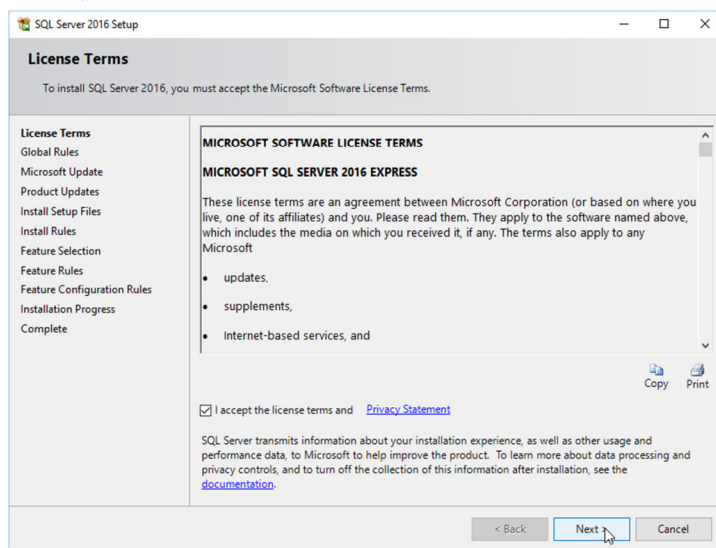 SQL Server 2016 Setup
License Terms
To install SQL Server 2016, you must accept the Microsoft Software License Terms.
License Terms
Global Rules
Microsoft Update
Product Updates
Install Setup Files
Install Rules
Feature Selection
Feature Rules
Feature Configuration Rules
Installation Progress
Complete
MICROSOFT SOFTWARE LICENSE TERMS
MICROSOFT SQL SERVER 2016 EXPRESS
These license terms are an agreement between Microsoft Corporation (or based on where you
live, one of its affiliates) and you. Please read them. They apply to the software named above,
which includes the media on which you received it, if any. The terms also apply to any
Microsoft
• updates,
• supplements,
• Internet-based services, and
Copy Print
I accept the license terms and Privacy Statement
SQL Server transmits information about your installation experience, as well as other usage and
performance data, to Microsoft to help improve the product. To learn more about data processing and
privacy controls, and to turn off the collection of this information after installation, see the
documentation.
< Back Next > Cancel